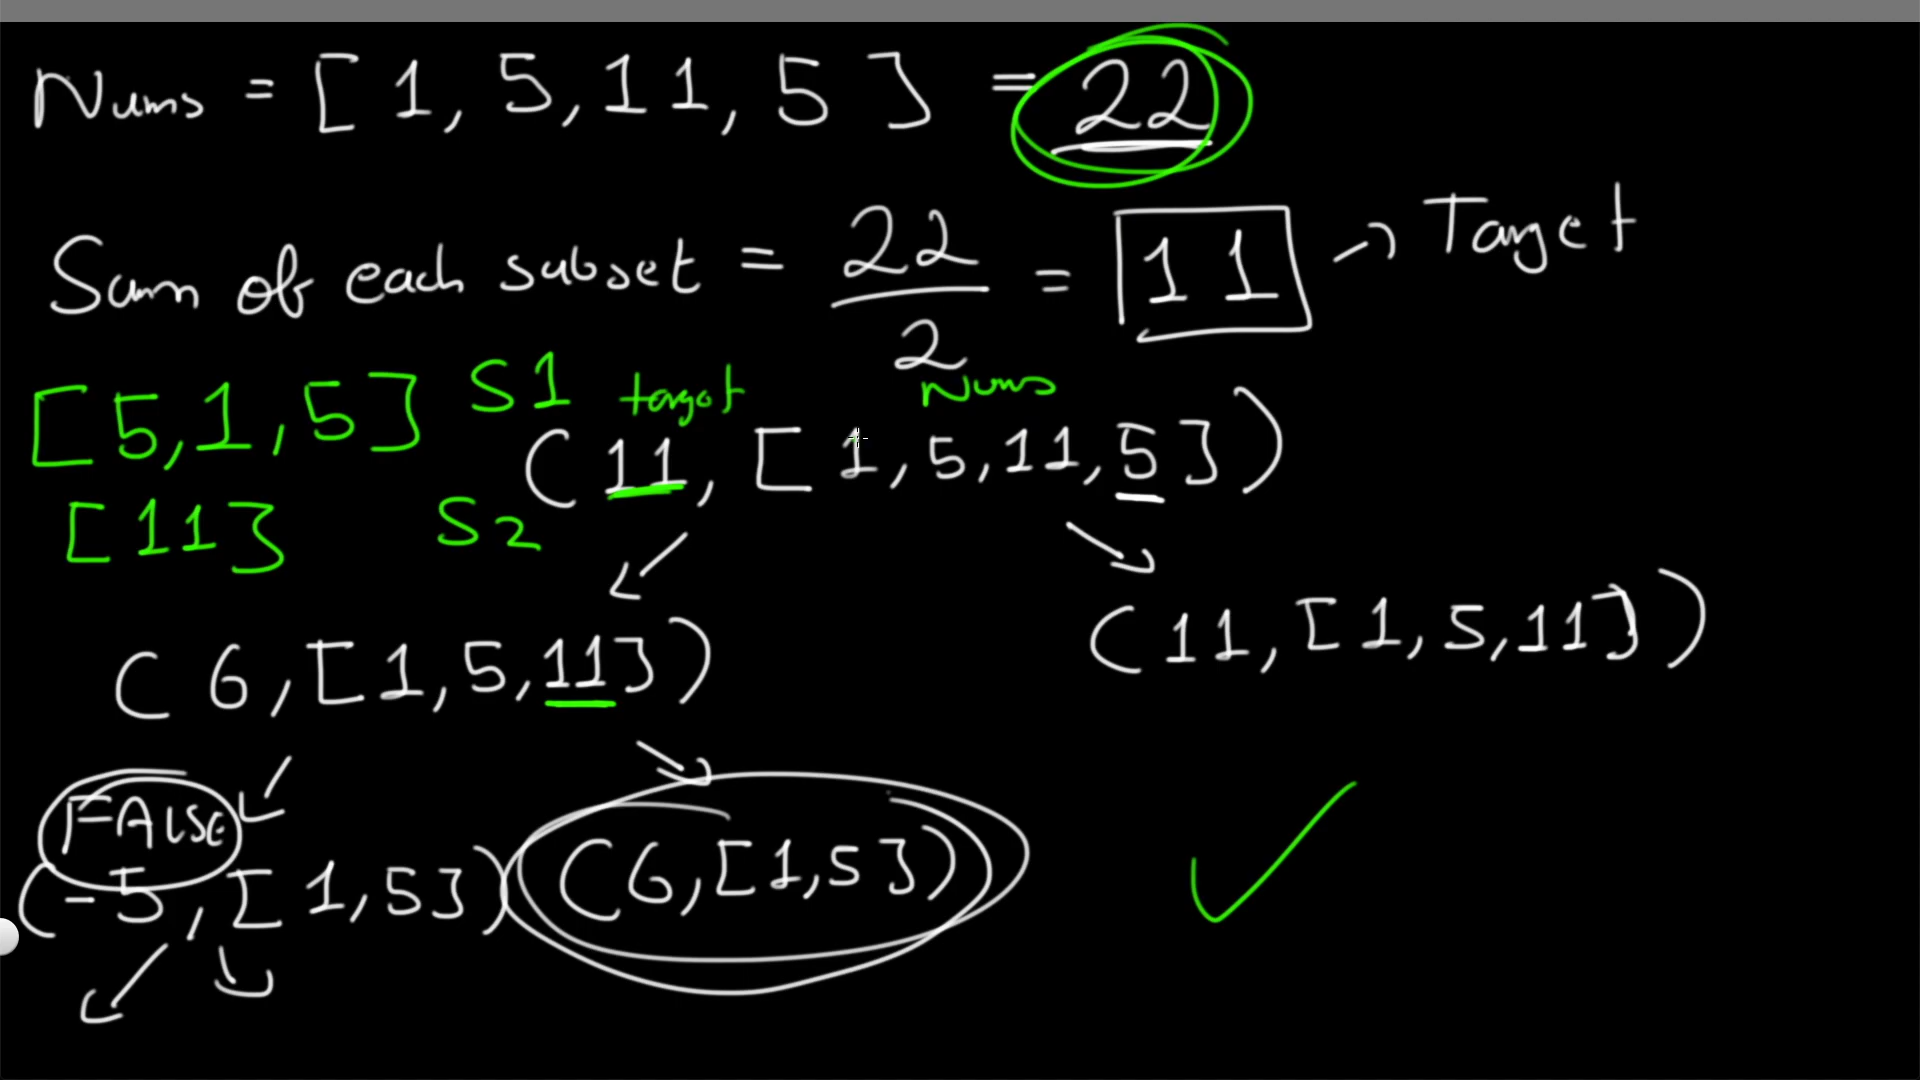 Nums = [ 1, 5, 11, 5 ] = 22
Sum of each subset = 22/2 = 11 → Target
[5,1,5] S1
target Nums
(11, [1,5,11,5])
[11] S2
(6,[1,5,11])
(11,[1,5,11])
FAlSE
(-5,[1,5])
(6,[1,5])